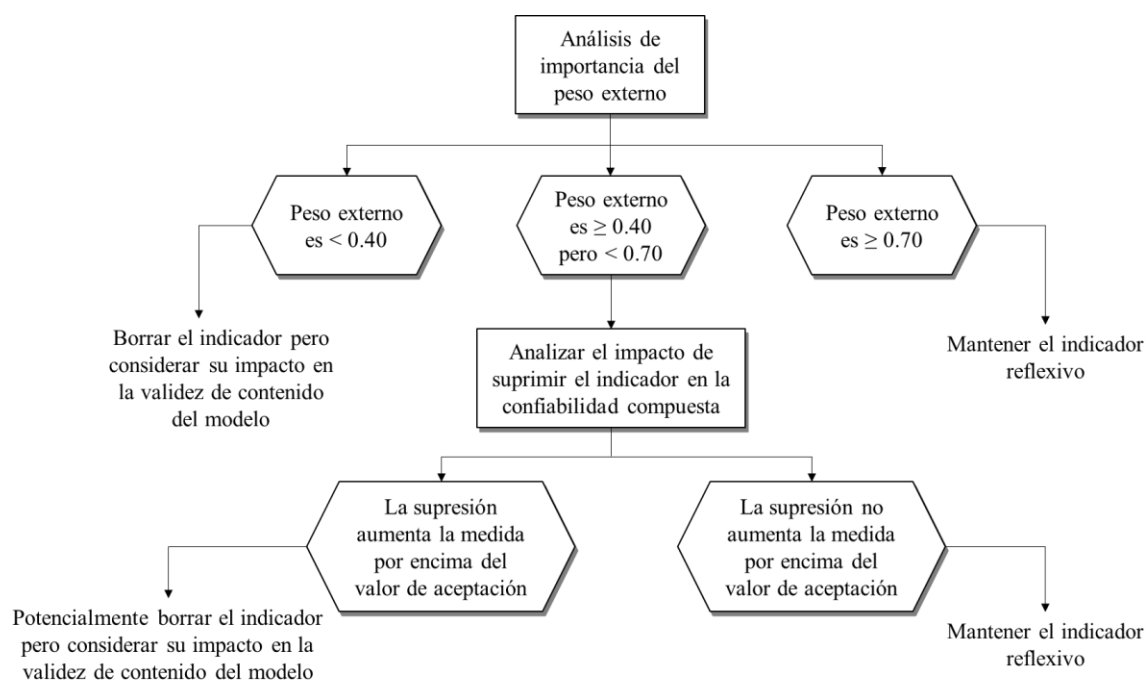 Análisis de
importancia del
peso externo
Peso externo
es < 0.40
Peso externo
es ≥ 0.40
pero < 0.70
Peso externo
es ≥ 0.70
Borrar el indicador pero
considerar su impacto en
la validez de contenido
del modelo
Analizar el impacto de
suprimir el indicador en la
confiabilidad compuesta
Mantener el indicador
reflexivo
La supresión
aumenta la medida
por encima del
valor de aceptación
La supresión no
aumenta la medida
por encima del
valor de aceptación
Potencialmente borrar el indicador
pero considerar su impacto en la
validez de contenido del modelo
Mantener el indicador
reflexivo